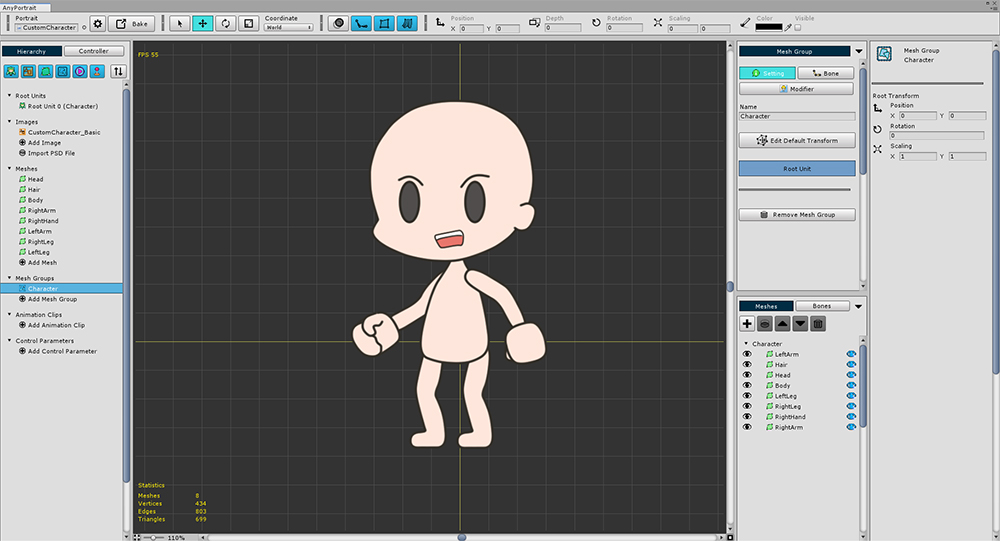 AnyPortrait
Portrait
CustomCharacter
Bake
Coordinate
World
Position
X 0 Y 0
Depth
0
Rotation
0
Scaling
0 0
Color
Visible
Hierarchy
Controller
Root Units
Root Unit 0 (Character)
Images
CustomCharacter_Basic
Add Image
Import PSD File
Meshes
Head
Hair
Body
RightArm
RightHand
LeftArm
RightLeg
LeftLeg
Add Mesh
Mesh Groups
Character
Add Mesh Group
Animation Clips
Add Animation Clip
Control Parameters
Add Control Parameter
FPS 55
Statistics
Meshes 8
Vertices 434
Edges 803
Triangles 699
110%
Mesh Group
Setting
Bone
Modifier
Name
Character
Edit Default Transform
Root Unit
Remove Mesh Group
Meshes
Bones
Character
LeftArm
Hair
Head
Body
LeftLeg
RightLeg
RightHand
RightArm
Mesh Group
Character
Root Transform
Position
X 0 Y 0
Rotation
0
Scaling
X 1 Y 1